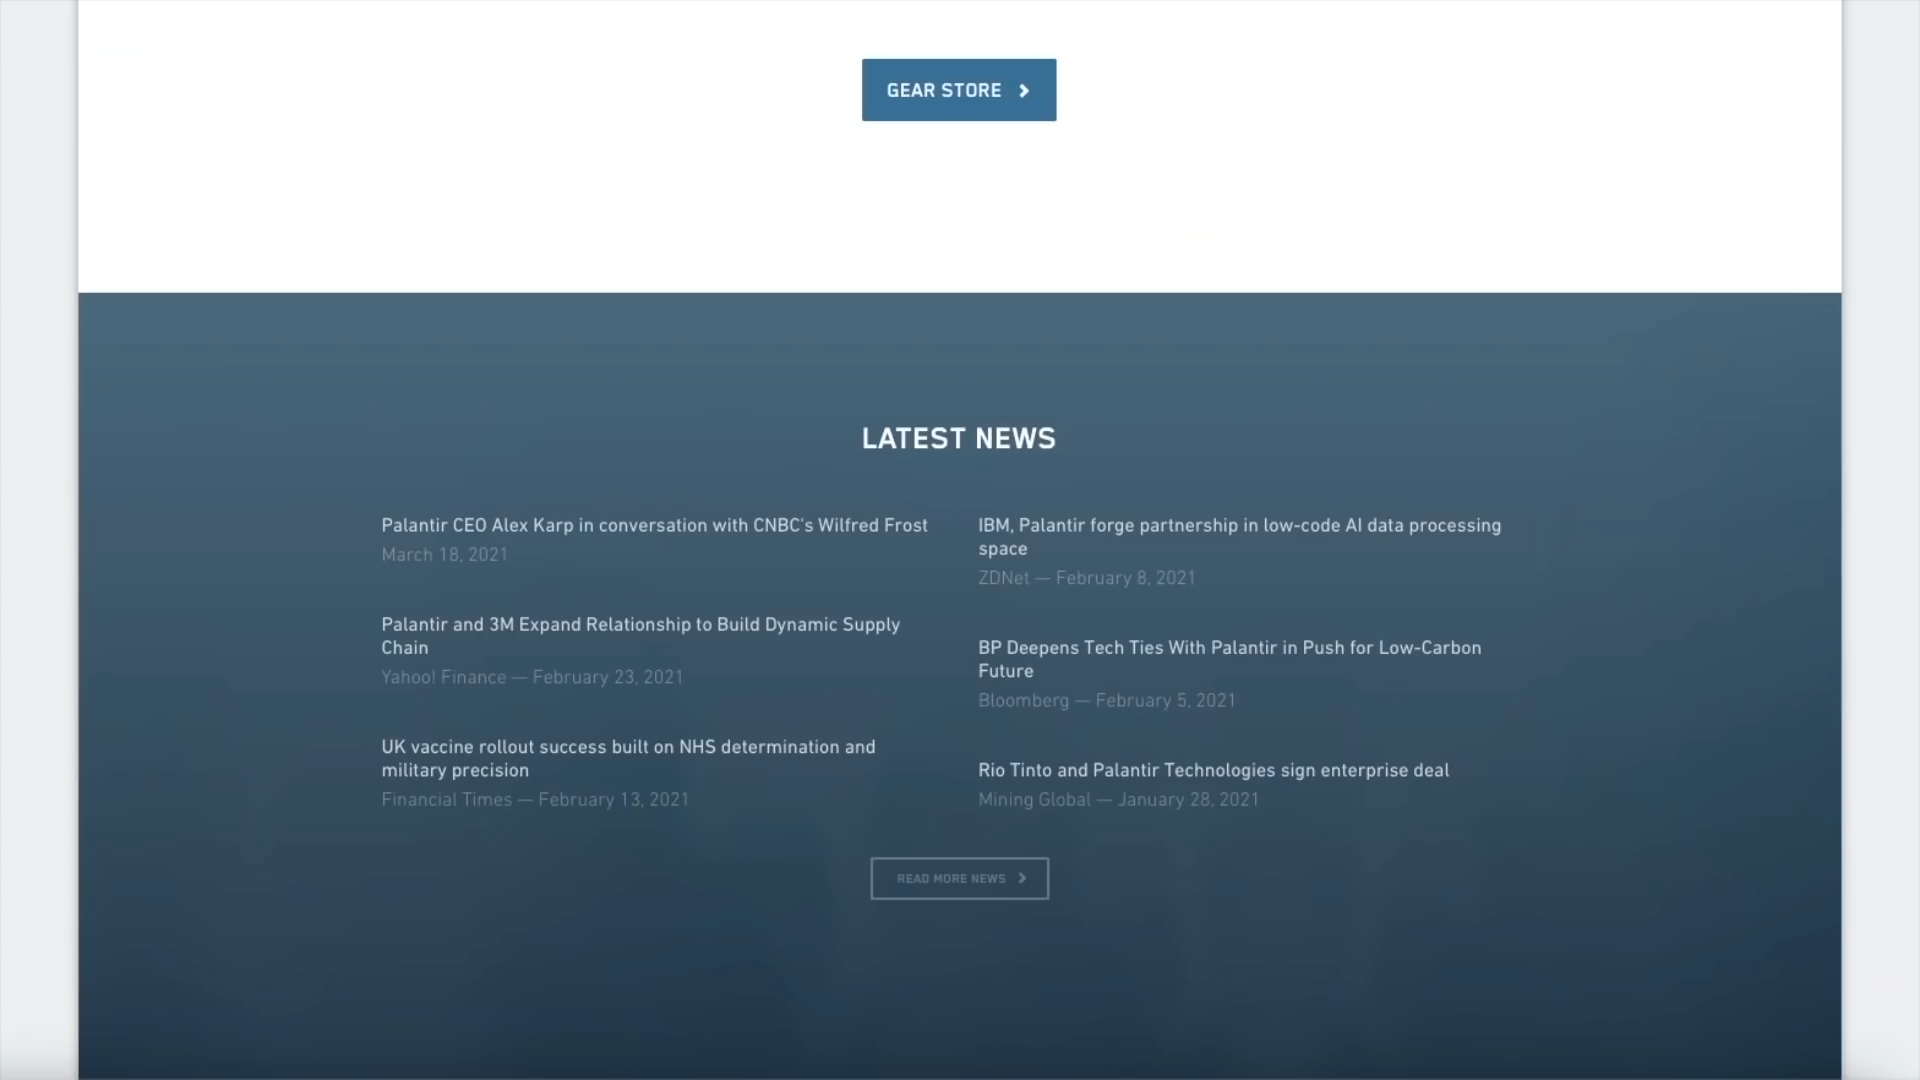 GEAR STORE
LATEST NEWS
Palantir CEO Alex Karp in conversation with CNBC's Wilfred Frost
March 18, 2021
Palantir and 3M Expand Relationship to Build Dynamic Supply
Chain
Yahoo! Finance — February 23, 2021
UK vaccine rollout success built on NHS determination and
military precision
Financial Times — February 13, 2021
IBM, Palantir forge partnership in low-code AI data processing
space
ZDNet — February 8, 2021
BP Deepens Tech Ties With Palantir in Push for Low-Carbon
Future
Bloomberg — February 5, 2021
Rio Tinto and Palantir Technologies sign enterprise deal
Mining Global — January 28, 2021
READ MORE NEWS